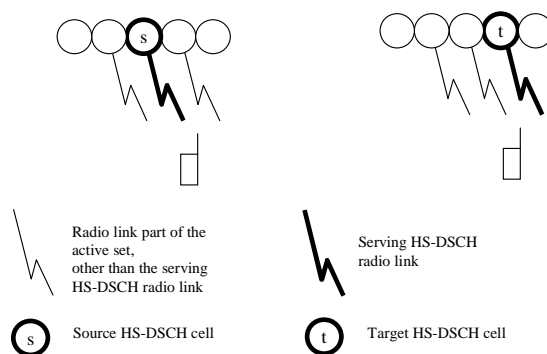 s
t
Radio link part of the
active set,
other than the serving
HS-DSCH radio link
Serving HS-DSCH
radio link
s
Source HS-DSCH cell
t
Target HS-DSCH cell